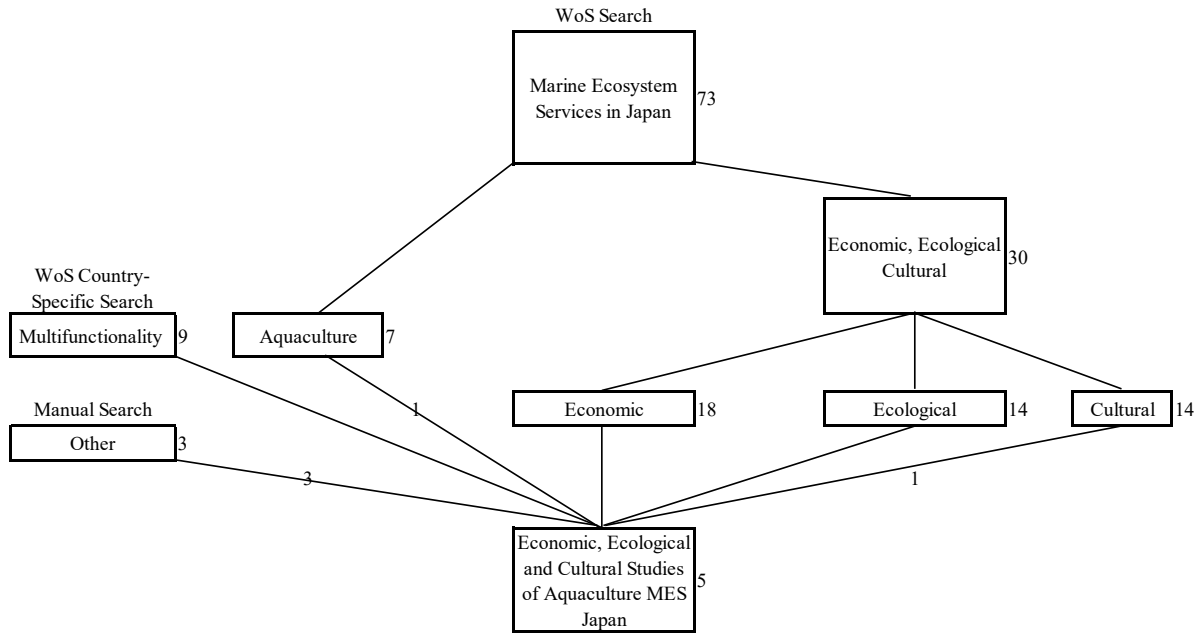 WoS Search
Marine Ecosystem
Services in Japan
73
Economic, Ecological
Cultural
30
WoS Country-
Specific Search
Multifunctionality
9
Aquaculture
7
Manual Search
Other
3
1
Economic
18
Ecological
14
Cultural
14
3
1
Economic, Ecological
and Cultural Studies
of Aquaculture MES
Japan
5